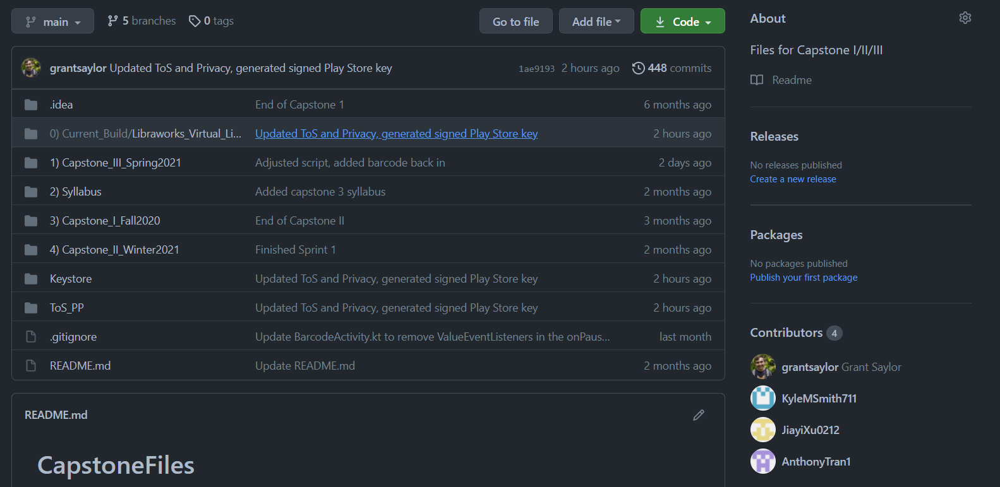 main
5 branches
0 tags
Go to file
Add file
Code
grantsaylor Updated ToS and Privacy, generated signed Play Store key 1ae9193 2 hours ago 448 commits
.idea End of Capstone 1 6 months ago
0) Current_Build/Libraworks_Virtual_Li... Updated ToS and Privacy, generated signed Play Store key 2 hours ago
1) Capstone_III_Spring2021 Adjusted script, added barcode back in 2 days ago
2) Syllabus Added capstone 3 syllabus 2 months ago
3) Capstone_I_Fall2020 End of Capstone II 3 months ago
4) Capstone_II_Winter2021 Finished Sprint 1 2 months ago
Keystore Updated ToS and Privacy, generated signed Play Store key 2 hours ago
ToS_PP Updated ToS and Privacy, generated signed Play Store key 2 hours ago
.gitignore Update BarcodeActivity.kt to remove ValueEventListeners in the onPaus... last month
README.md Update README.md 2 months ago
README.md
CapstoneFiles
About
Files for Capstone I/II/III
Readme
Releases
No releases published
Create a new release
Packages
No packages published
Publish your first package
Contributors 4
grantsaylor Grant Saylor
KyleMSmith711
JiayiXu0212
AnthonyTran1